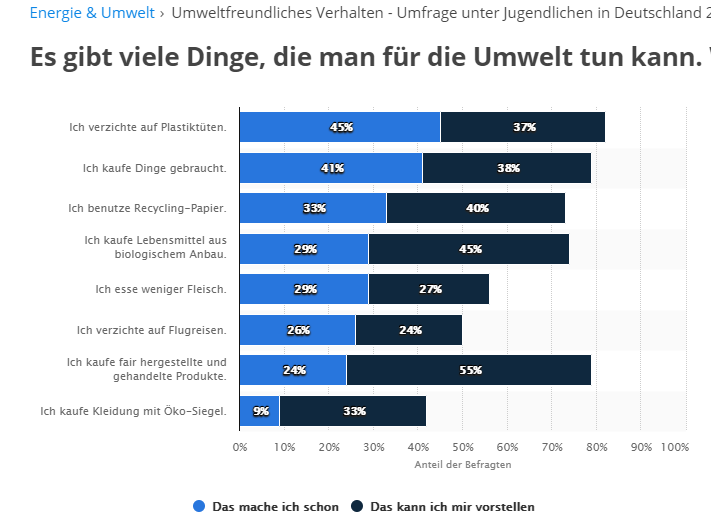 Energie & Umwelt › Umweltfreundliches Verhalten - Umfrage unter Jugendlichen in Deutschland 2
Es gibt viele Dinge, die man für die Umwelt tun kann.
Ich verzichte auf Plastiktüten. 45% 37%
Ich kaufe Dinge gebraucht. 41% 38%
Ich benutze Recycling-Papier. 33% 40%
Ich kaufe Lebensmittel aus
biologischem Anbau. 29% 45%
Ich esse weniger Fleisch. 29% 27%
Ich verzichte auf Flugreisen. 26% 24%
Ich kaufe fair hergestellte und
gehandelte Produkte. 24% 55%
Ich kaufe Kleidung mit Öko-Siegel. 9% 33%
0% 10% 20% 30% 40% 50% 60% 70% 80% 90% 100%
Anteil der Befragten
Das mache ich schon Das kann ich mir vorstellen